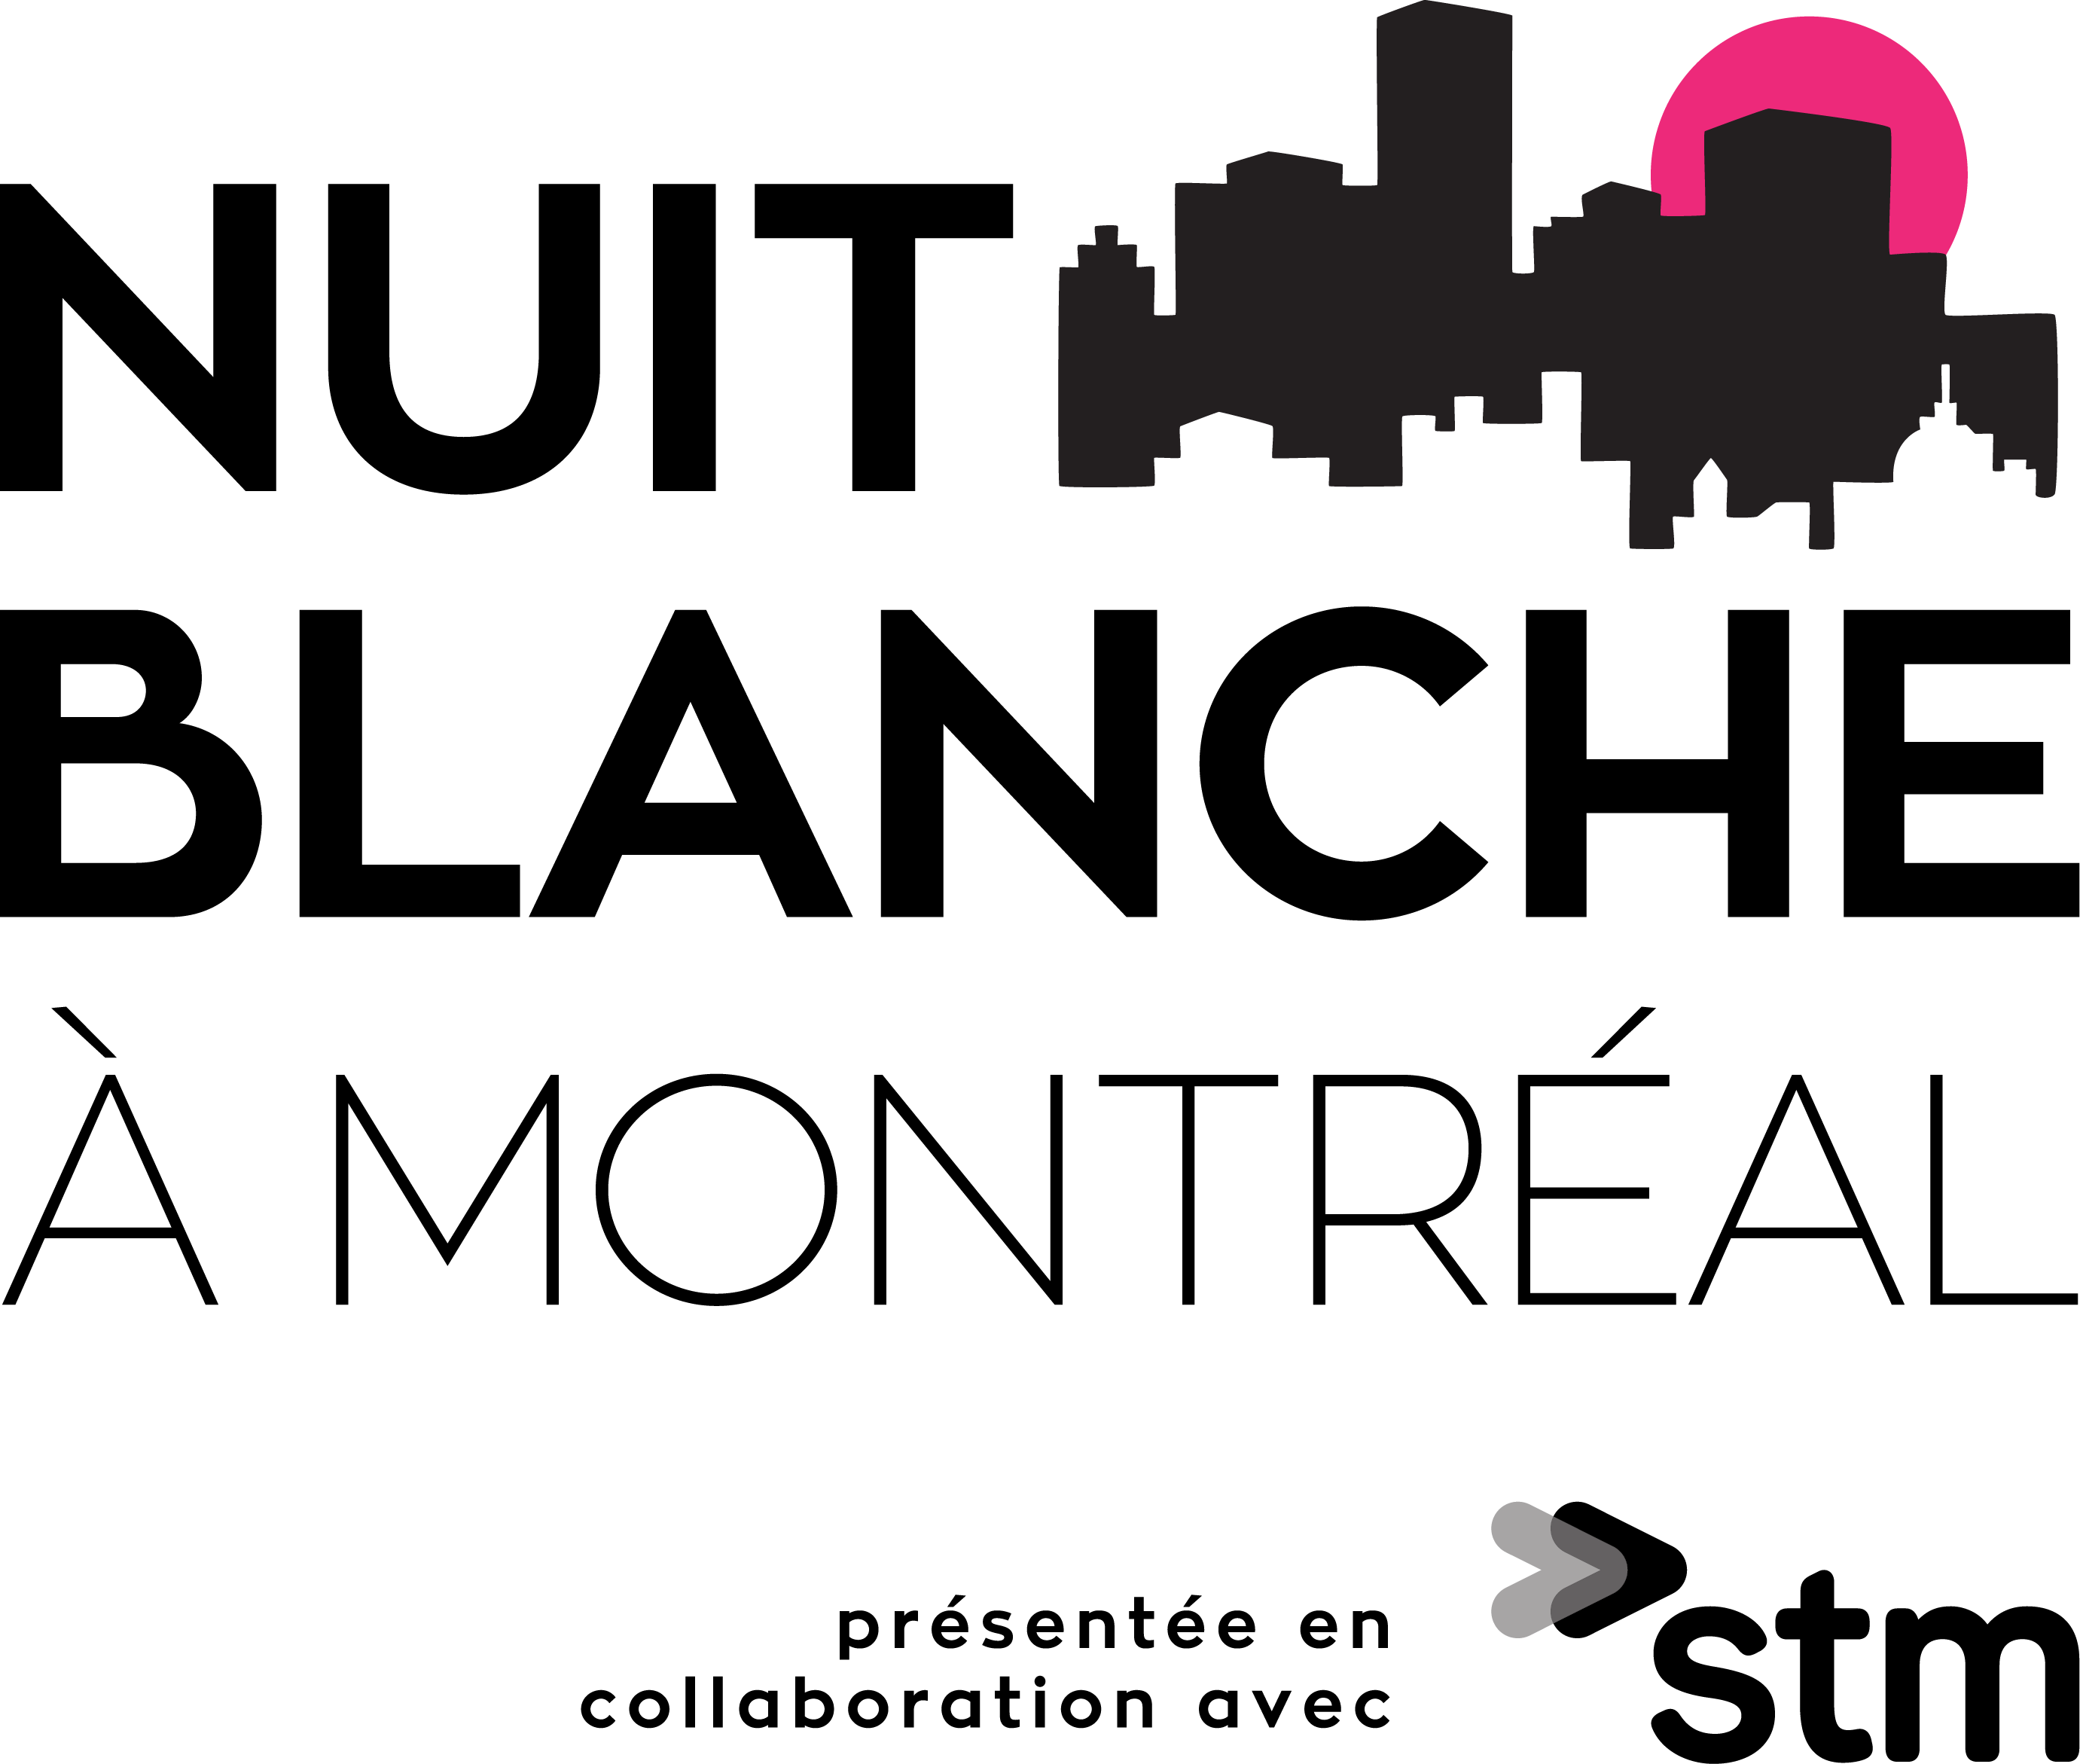 NUIT
BLANCHE
À MONTRÉAL
présentée en
collaboration avec
stm